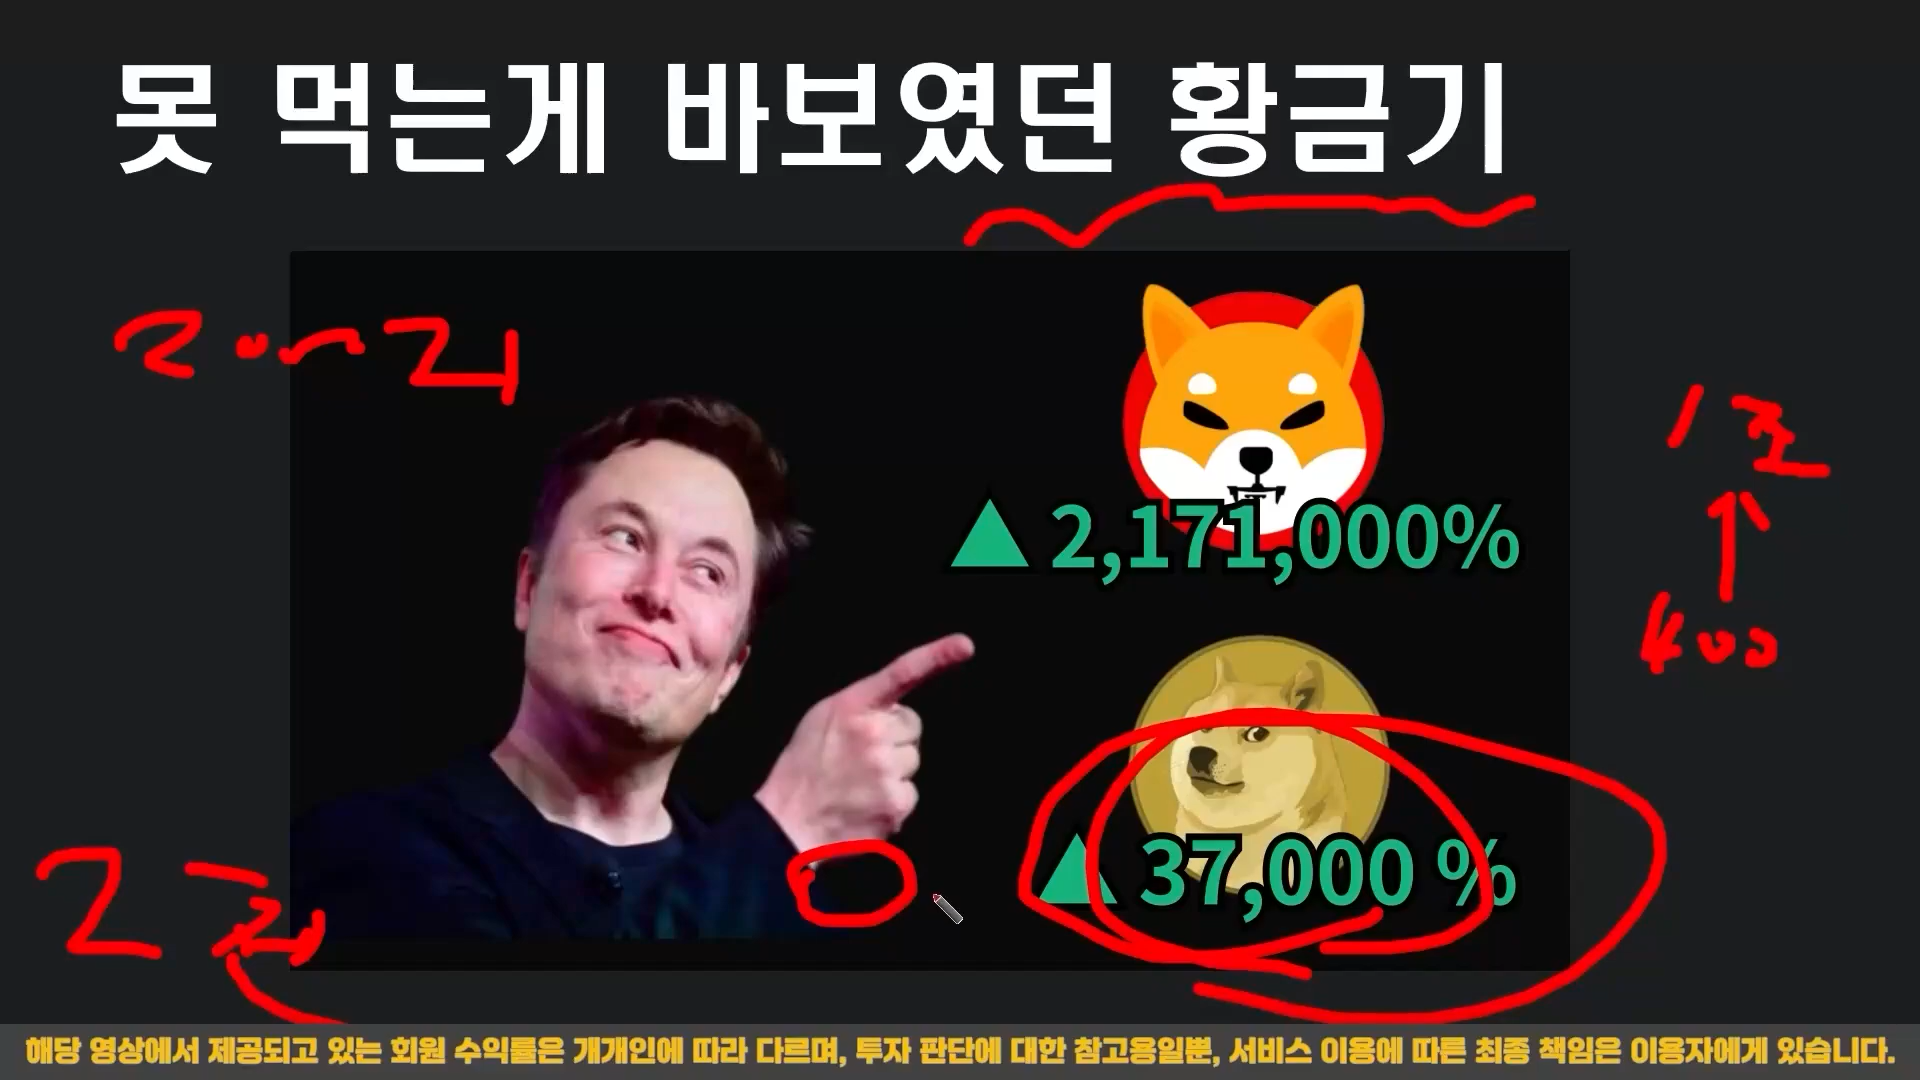 못 먹는게 바보였던 황금기
▲ 2,171,000%
1조
400
▲ 37,000 %
해당 영상에서 제공되고 있는 회원 수익률은 개개인에 따라 다르며, 투자 판단에 대한 참고용일뿐, 서비스 이용에 따른 최종 책임은 이용자에게 있습니다.